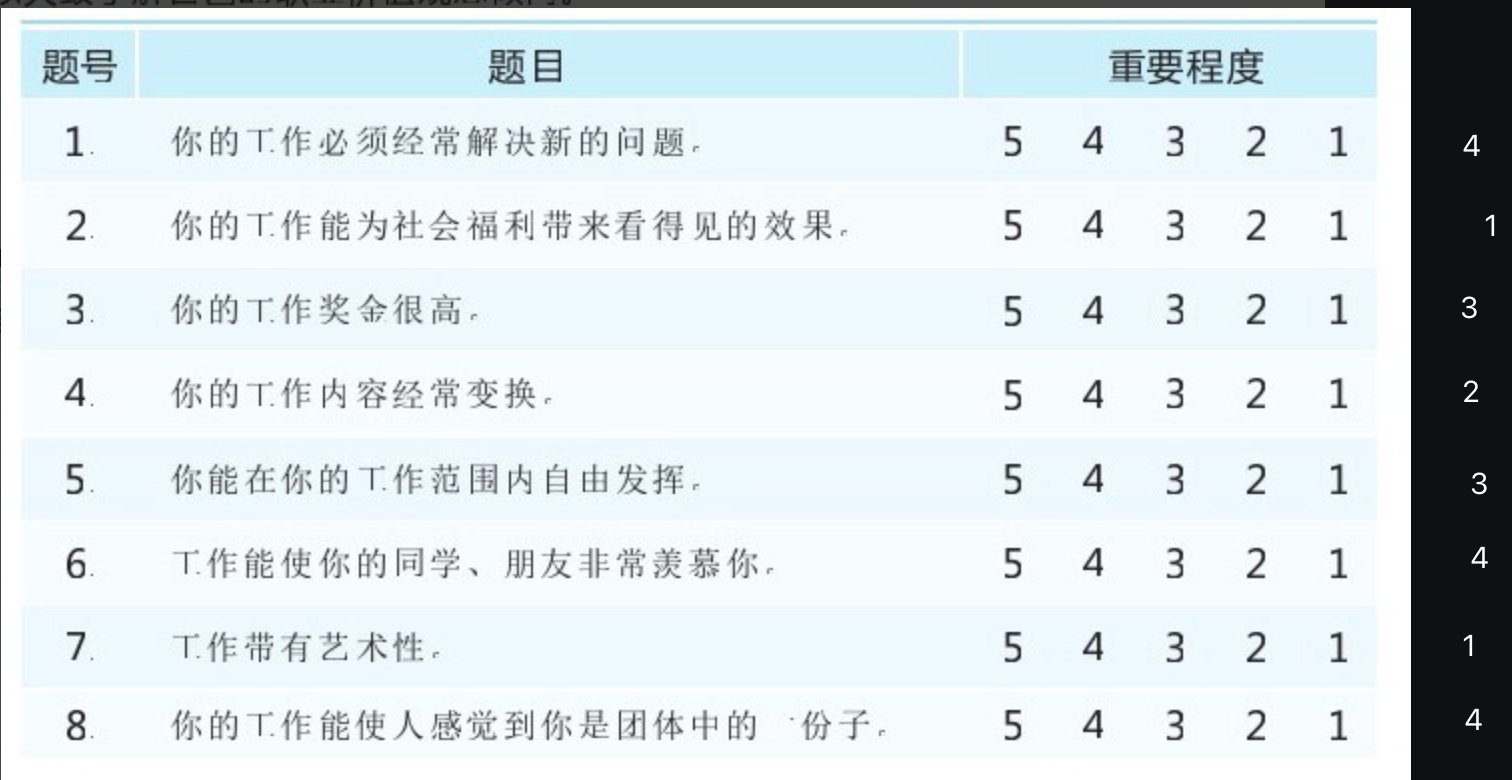 题号 题目 重要程度
1. 你的工作必须经常解决新的问题。 5 4 3 2 1 4
2. 你的工作能为社会福利带来看得见的效果。 5 4 3 2 1 1
3. 你的工作奖金很高。 5 4 3 2 1 3
4. 你的工作内容经常变换。 5 4 3 2 1 2
5. 你能在你的工作范围内自由发挥。 5 4 3 2 1 3
6. 工作能使你的同学、朋友非常羡慕你。 5 4 3 2 1 4
7. 工作带有艺术性。 5 4 3 2 1 1
8. 你的工作能使人感觉到你是团体中的一份子。 5 4 3 2 1 4